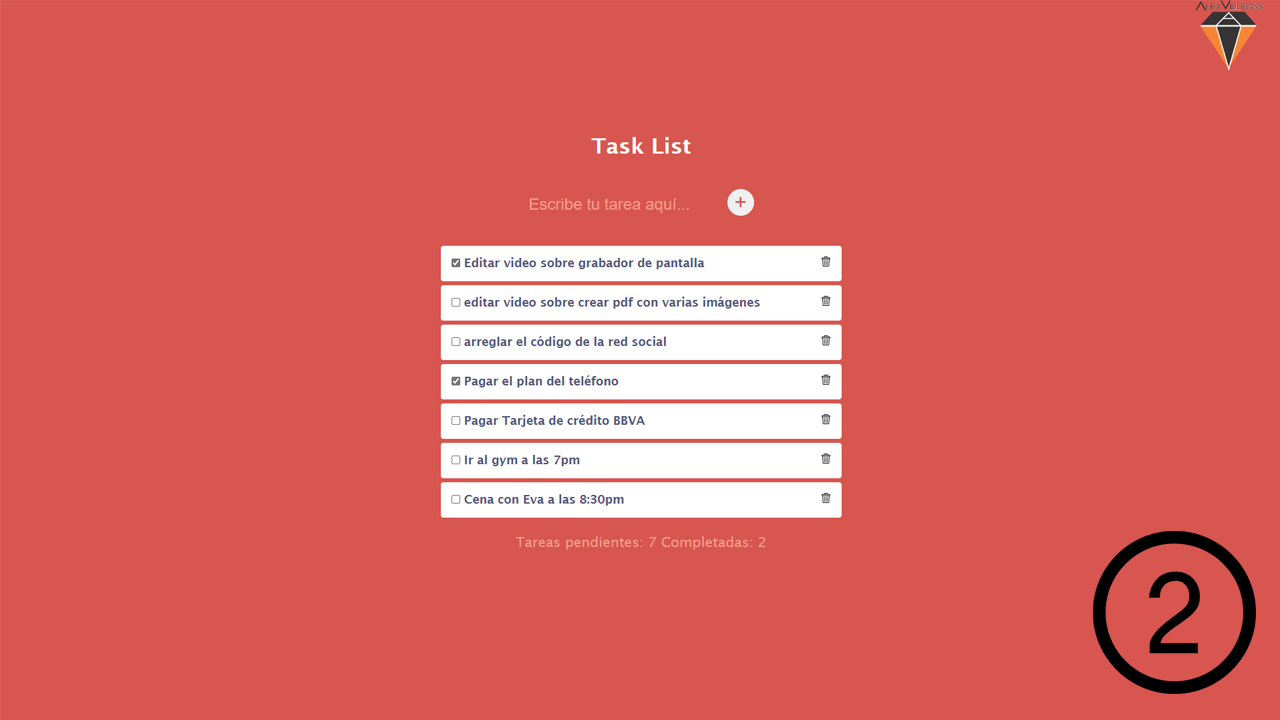 AlexVillegas
Task List
Escribe tu tarea aquí...
+
Editar video sobre grabador de pantalla
editar video sobre crear pdf con varias imágenes
arreglar el código de la red social
Pagar el plan del teléfono
Pagar Tarjeta de crédito BBVA
Ir al gym a las 7pm
Cena con Eva a las 8:30pm
Tareas pendientes: 7 Completadas: 2
2